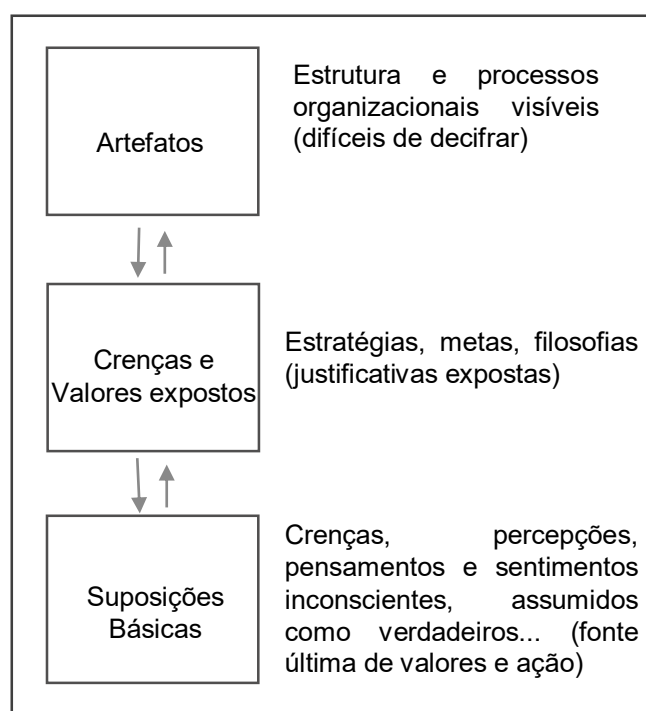 Artefatos
Estrutura e processos
organizacionais visíveis
(difíceis de decifrar)
Crenças e
Valores expostos
Estratégias, metas, filosofias
(justificativas expostas)
Suposições
Básicas
Crenças, percepções,
pensamentos e sentimentos
inconscientes, assumidos
como verdadeiros... (fonte
última de valores e ação)